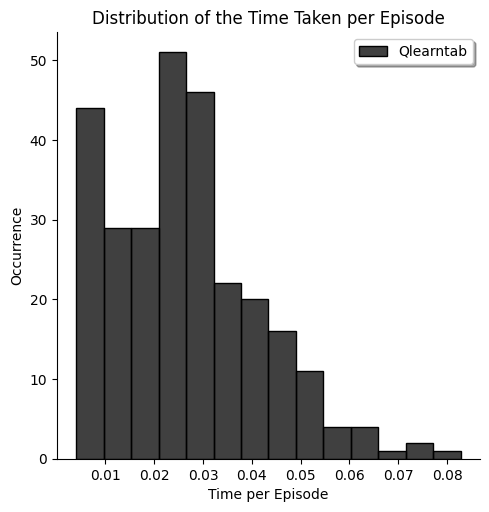 Distribution of the Time Taken per Episode
Qlearntab
50
40
30
20
10
0
Occurrence
0.01 0.02 0.03 0.04 0.05 0.06 0.07 0.08
Time per Episode